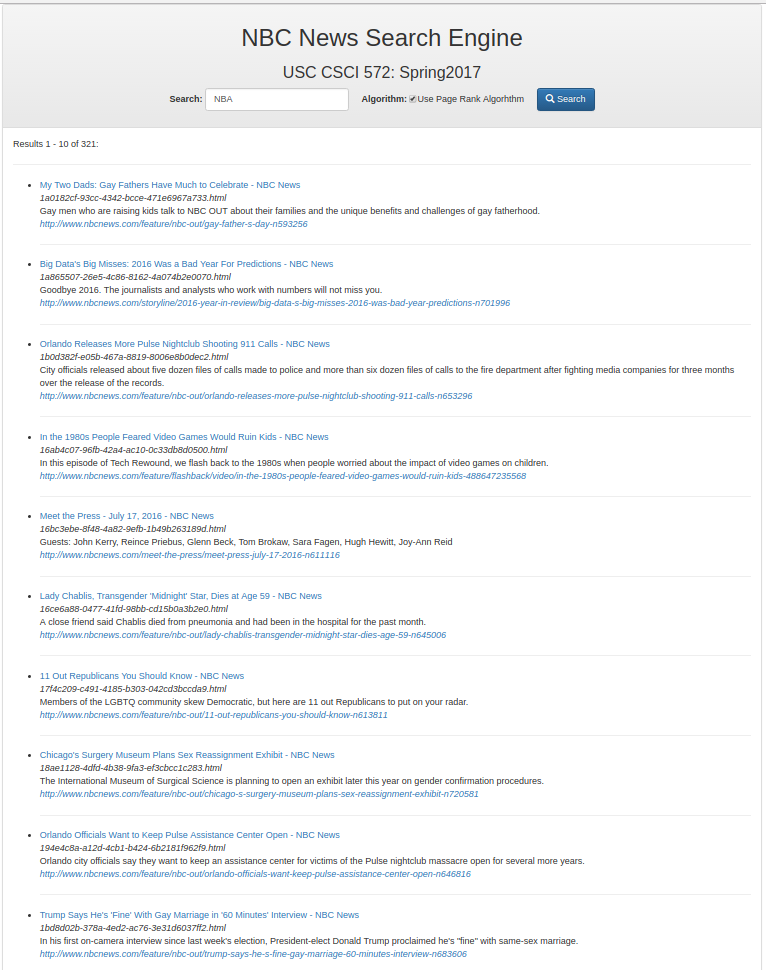 NBC News Search Engine
USC CSCI 572: Spring2017
Search: NBA Algorithm: Use Page Rank Algorhthm Search
Results 1 - 10 of 321:
My Two Dads: Gay Fathers Have Much to Celebrate - NBC News
1a0182cf-93cc-4342-bcce-471e6967a733.html
Gay men who are raising kids talk to NBC OUT about their families and the unique benefits and challenges of gay fatherhood.
http://www.nbcnews.com/feature/nbc-out/gay-father-s-day-n593256
Big Data's Big Misses: 2016 Was a Bad Year For Predictions - NBC News
1a865507-26e5-4c86-8162-4a074b2e0070.html
Goodbye 2016. The journalists and analysts who work with numbers will not miss you.
http://www.nbcnews.com/storyline/2016-year-in-review/big-data-s-big-misses-2016-was-bad-year-predictions-n701996
Orlando Releases More Pulse Nightclub Shooting 911 Calls - NBC News
1b0d382f-e05b-467a-8819-8006e8b0dec2.html
City officials released about five dozen files of calls made to police and more than six dozen files of calls to the fire department after fighting media companies for three months
over the release of the records.
http://www.nbcnews.com/feature/nbc-out/orlando-releases-more-pulse-nightclub-shooting-911-calls-n653296
In the 1980s People Feared Video Games Would Ruin Kids - NBC News
16ab4c07-96fb-42a4-ac10-0c33db8d0500.html
In this episode of Tech Rewound, we flash back to the 1980s when people worried about the impact of video games on children.
http://www.nbcnews.com/feature/flashback/video/in-the-1980s-people-feared-video-games-would-ruin-kids-488647235568
Meet the Press - July 17, 2016 - NBC News
16bc3ebe-8f48-4a82-9efb-1b49b263189d.html
Guests: John Kerry, Reince Priebus, Glenn Beck, Tom Brokaw, Sara Fagen, Hugh Hewitt, Joy-Ann Reid
http://www.nbcnews.com/meet-the-press/meet-press-july-17-2016-n611116
Lady Chablis, Transgender 'Midnight' Star, Dies at Age 59 - NBC News
16ce6a88-0477-41fd-98bb-cd15b0a3b2e0.html
A close friend said Chablis died from pneumonia and had been in the hospital for the past month.
http://www.nbcnews.com/feature/nbc-out/lady-chablis-transgender-midnight-star-dies-age-59-n645006
11 Out Republicans You Should Know - NBC News
17f4c209-c491-4185-b303-042cd3bccda9.html
Members of the LGBTQ community skew Democratic, but here are 11 out Republicans to put on your radar.
http://www.nbcnews.com/feature/nbc-out/11-out-republicans-you-should-know-n613811
Chicago's Surgery Museum Plans Sex Reassignment Exhibit - NBC News
18ae1128-4dfd-4b38-9fa3-ef3cbcc1c283.html
The International Museum of Surgical Science is planning to open an exhibit later this year on gender confirmation procedures.
http://www.nbcnews.com/feature/nbc-out/chicago-s-surgery-museum-plans-sex-reassignment-exhibit-n720581
Orlando Officials Want to Keep Pulse Assistance Center Open - NBC News
194e4c8a-a12d-4cb1-b424-6b2181f962f9.html
Orlando city officials say they want to keep an assistance center for victims of the Pulse nightclub massacre open for several more years.
http://www.nbcnews.com/feature/nbc-out/orlando-officials-want-keep-pulse-assistance-center-open-n646816
Trump Says He's 'Fine' With Gay Marriage in '60 Minutes' Interview - NBC News
1bd8d02b-378a-4ed2-ac76-3e31d6037ff2.html
In his first on-camera interview since last week's election, President-elect Donald Trump proclaimed he's "fine" with same-sex marriage.
http://www.nbcnews.com/feature/nbc-out/trump-says-he-s-fine-gay-marriage-60-minutes-interview-n683606